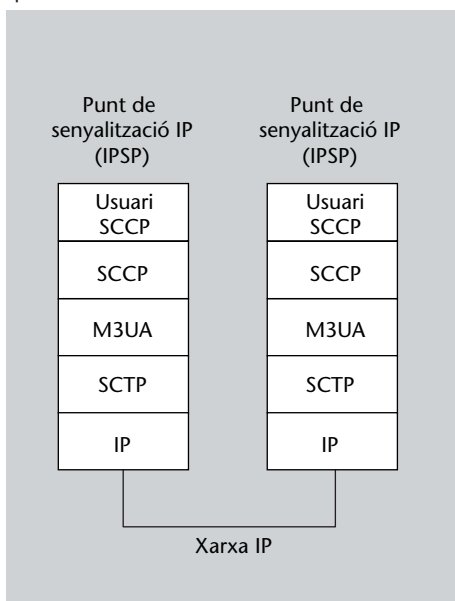 Punt de
senyalització IP
(IPSP)
Usuari
SCCP
SCCP
M3UA
SCTP
IP
Punt de
senyalització IP
(IPSP)
Usuari
SCCP
SCCP
M3UA
SCTP
IP
Xarxa IP